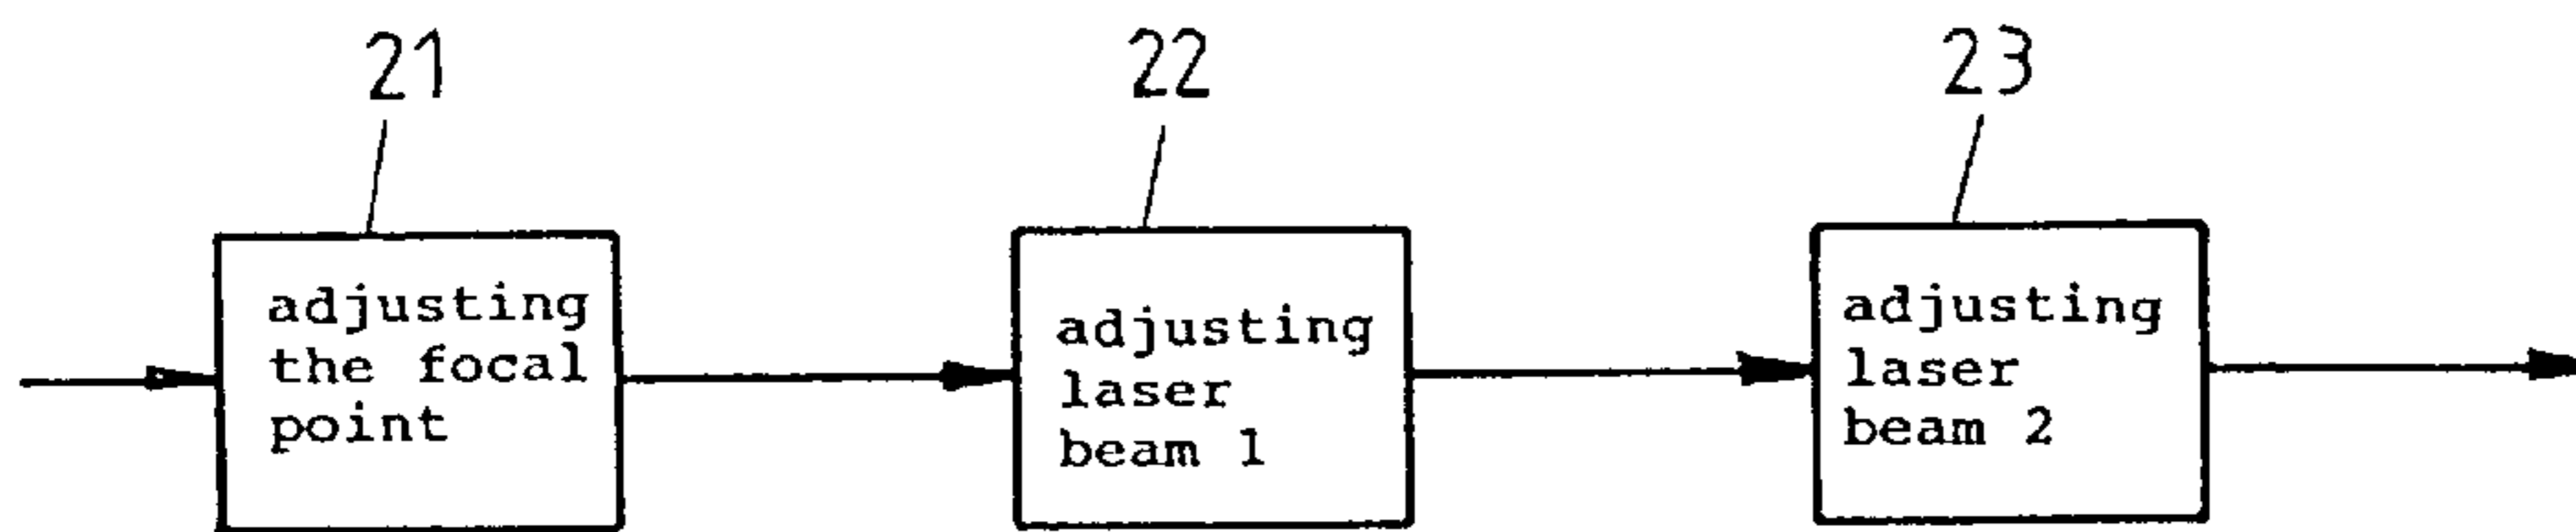 21
22
23
adjusting
the focal
point
adjusting
laser
beam 1
adjusting
laser
beam 2